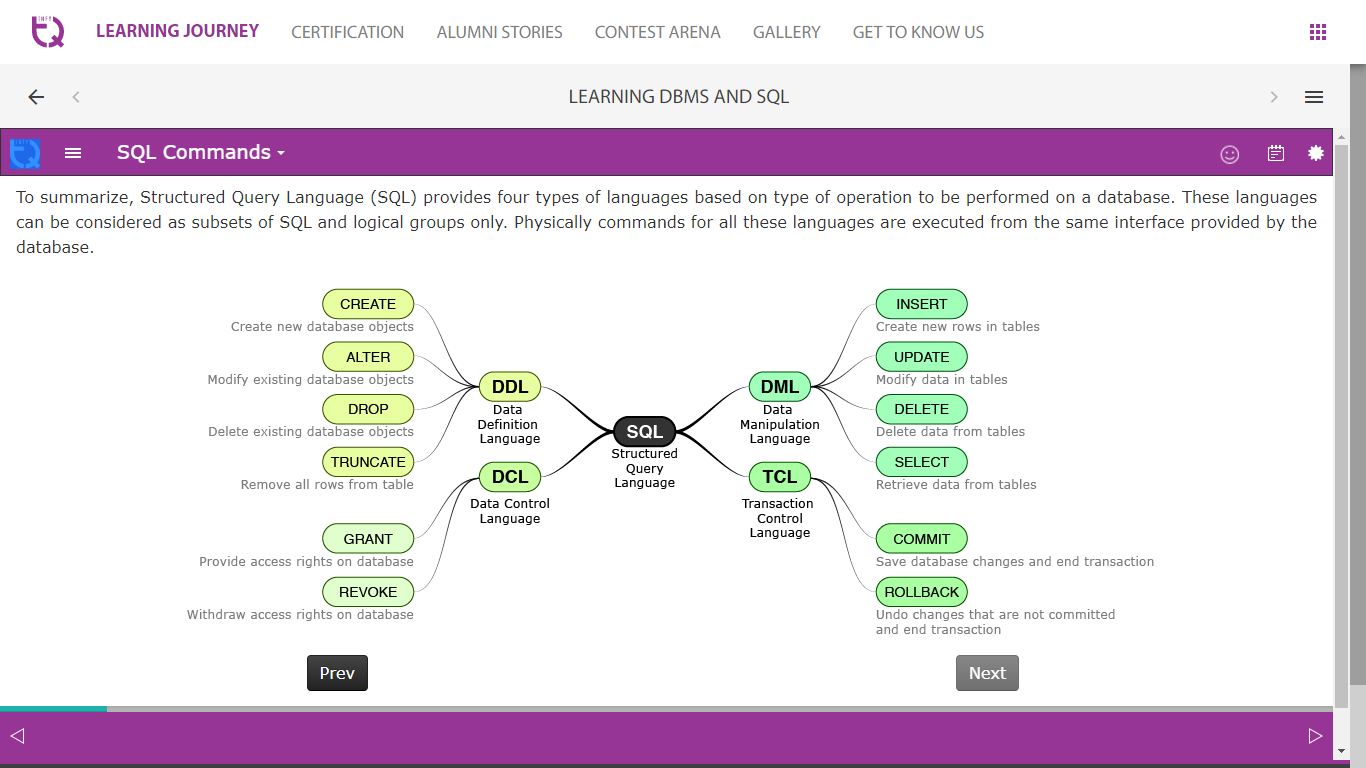 LEARNING JOURNEY CERTIFICATION ALUMNI STORIES CONTEST ARENA GALLERY GET TO KNOW US
LEARNING DBMS AND SQL
SQL Commands
To summarize, Structured Query Language (SQL) provides four types of languages based on type of operation to be performed on a database. These languages
can be considered as subsets of SQL and logical groups only. Physically commands for all these languages are executed from the same interface provided by the
database.
CREATE
Create new database objects
ALTER
Modify existing database objects
DROP
Delete existing database objects
TRUNCATE
Remove all rows from table
DDL
Data
Definition
Language
DCL
Data Control
Language
GRANT
Provide access rights on database
REVOKE
Withdraw access rights on database
SQL
Structured
Query
Language
DML
Data
Manipulation
Language
INSERT
Create new rows in tables
UPDATE
Modify data in tables
DELETE
Delete data from tables
SELECT
Retrieve data from tables
TCL
Transaction
Control
Language
COMMIT
Save database changes and end transaction
ROLLBACK
Undo changes that are not committed
and end transaction
Prev
Next